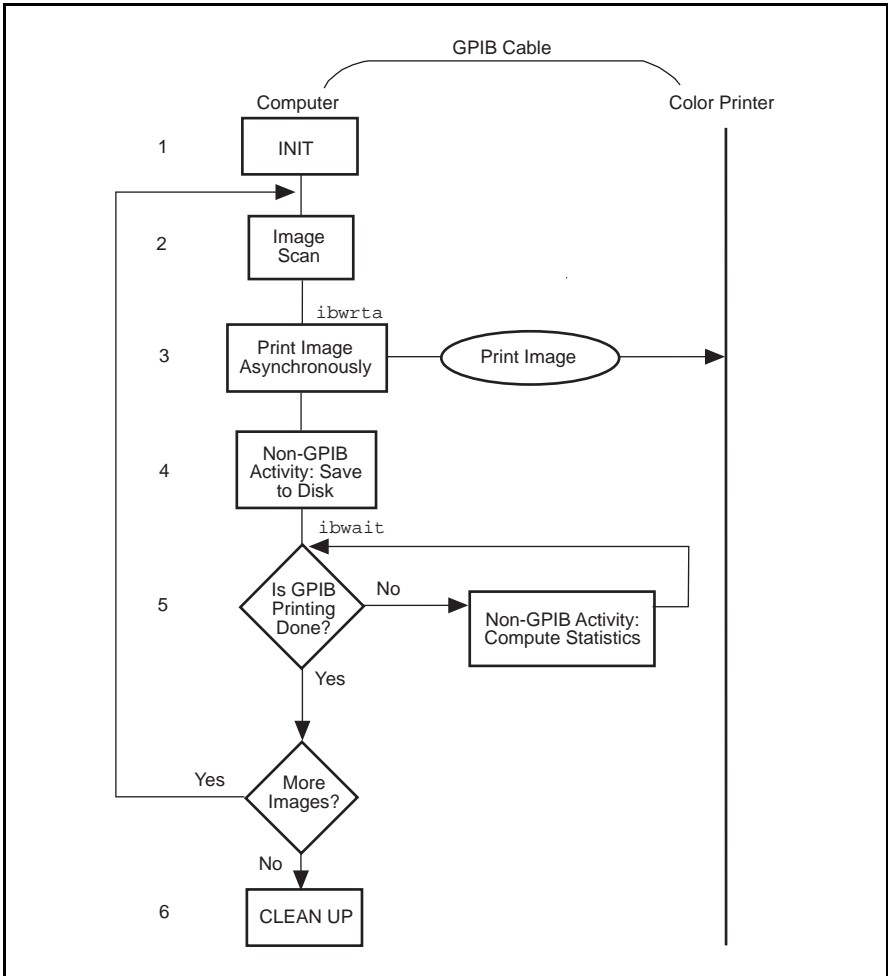 GPIB Cable
Computer
Color Printer
1
INIT
2
Image
Scan
ibwrta
3
Print Image
Asynchronously
Print Image
4
Non-GPIB
Activity: Save
to Disk
ibwait
5
Is GPIB
Printing
Done?
No
Non-GPIB Activity:
Compute Statistics
Yes
Yes
More
Images?
No
6
CLEAN UP